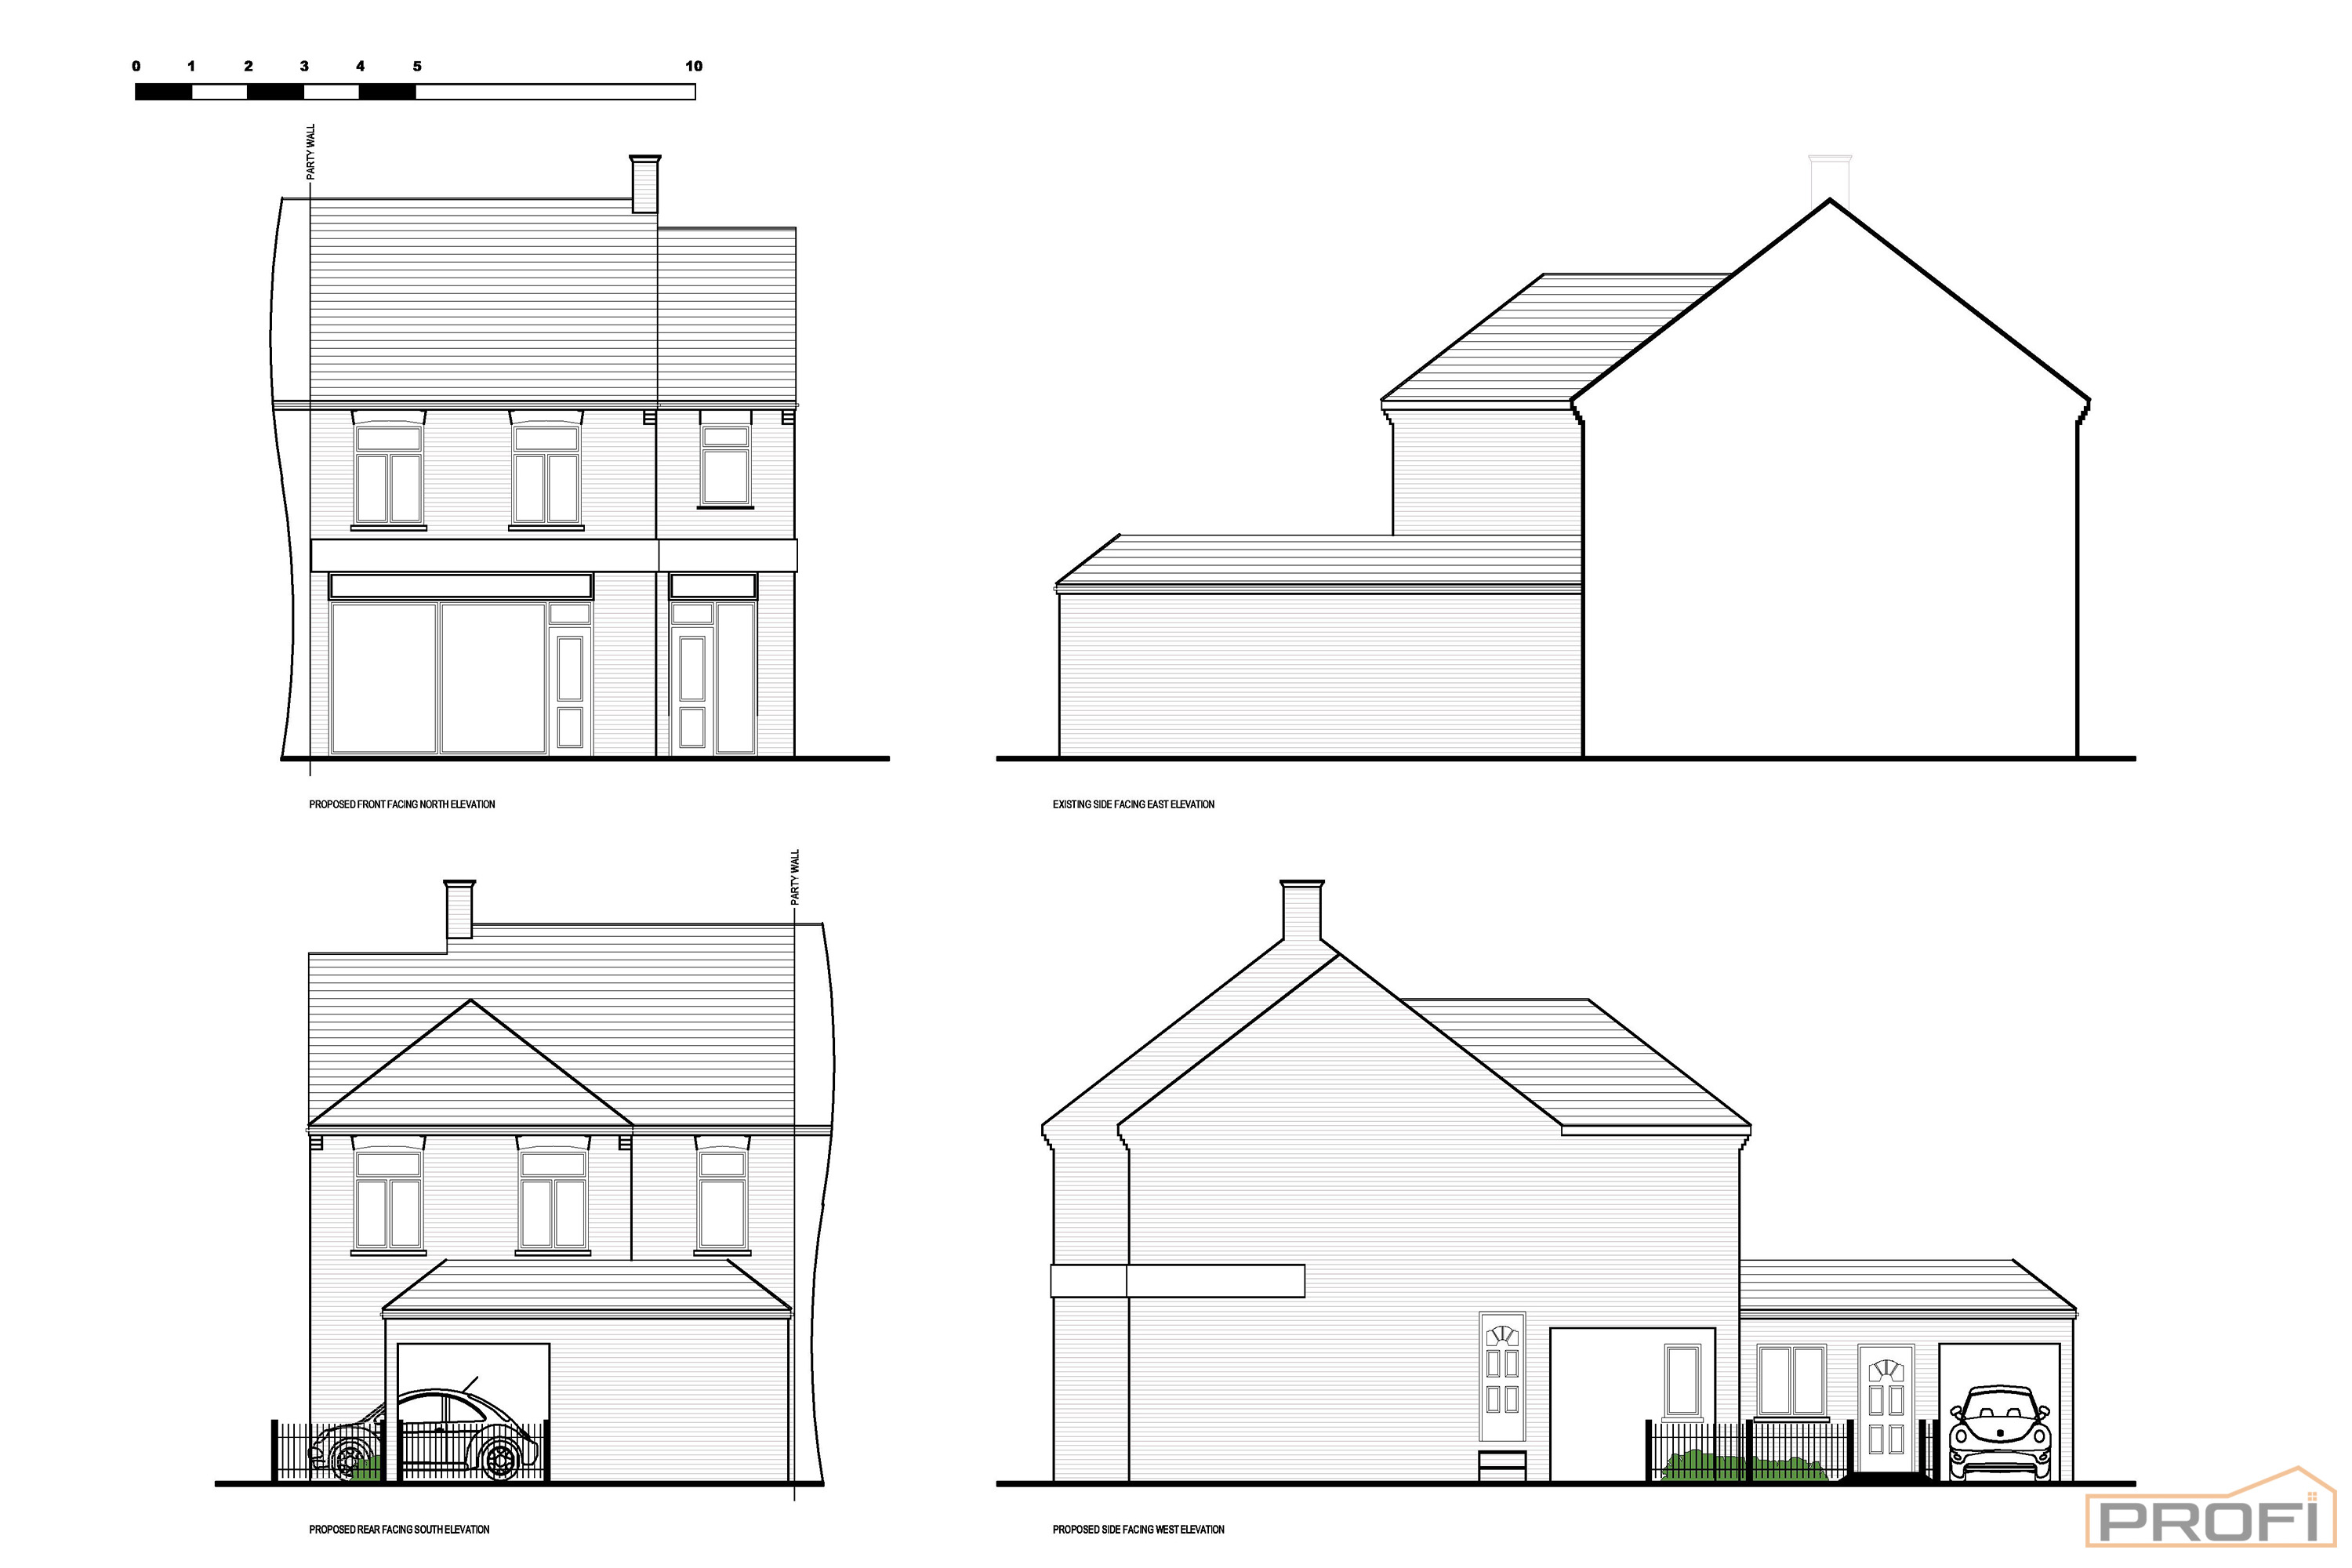 0 1 2 3 4 5 10
PARTY WALL
PROPOSED FRONT FACING NORTH ELEVATION
EXISTING SIDE FACING EAST ELEVATION
PARTY WALL
PROPOSED REAR FACING SOUTH ELEVATION
PROPOSED SIDE FACING WEST ELEVATION
PROFi